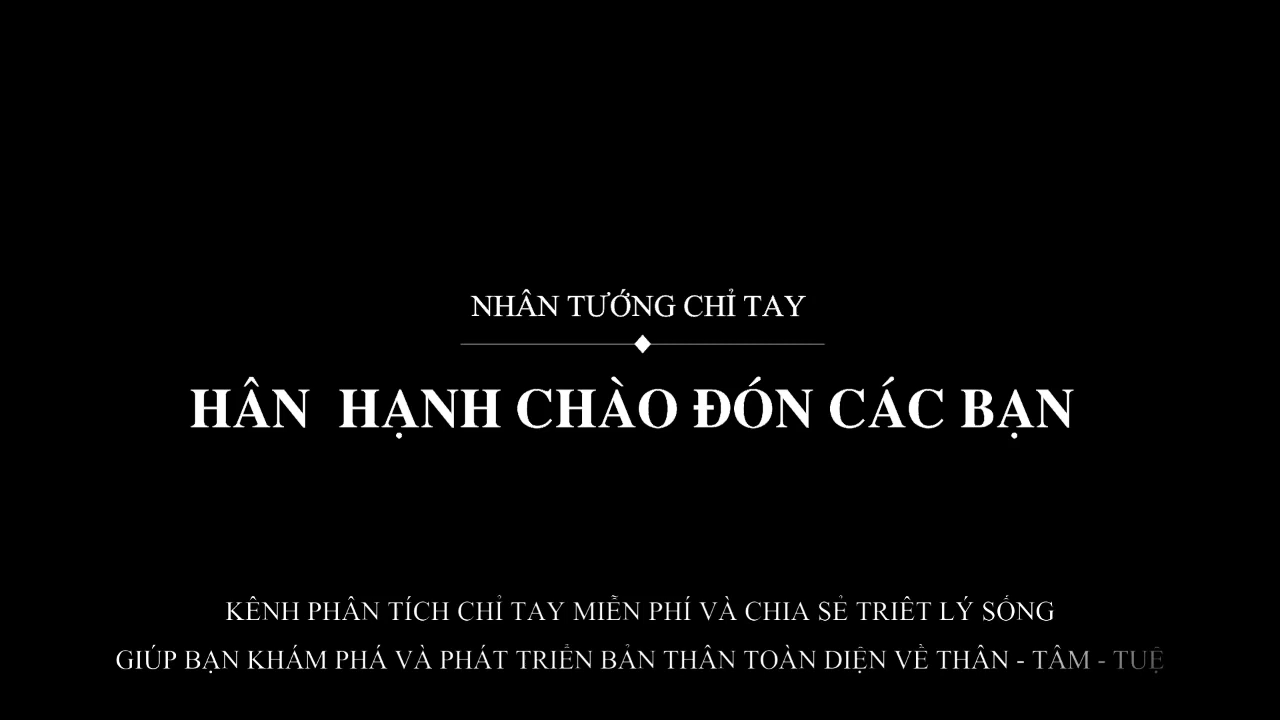 NHÂN TƯỚNG CHỈ TAY
HÂN HẠNH CHÀO ĐÓN CÁC BẠN
KÊNH PHÂN TÍCH CHỈ TAY MIỄN PHÍ VÀ CHIA SẺ TRIÊT LÝ SỐNG
GIÚP BẠN KHÁM PHÁ VÀ PHÁT TRIỂN BẢN THÂN TOÀN DIỆN VỀ THÂN - TÂM - TUỆ